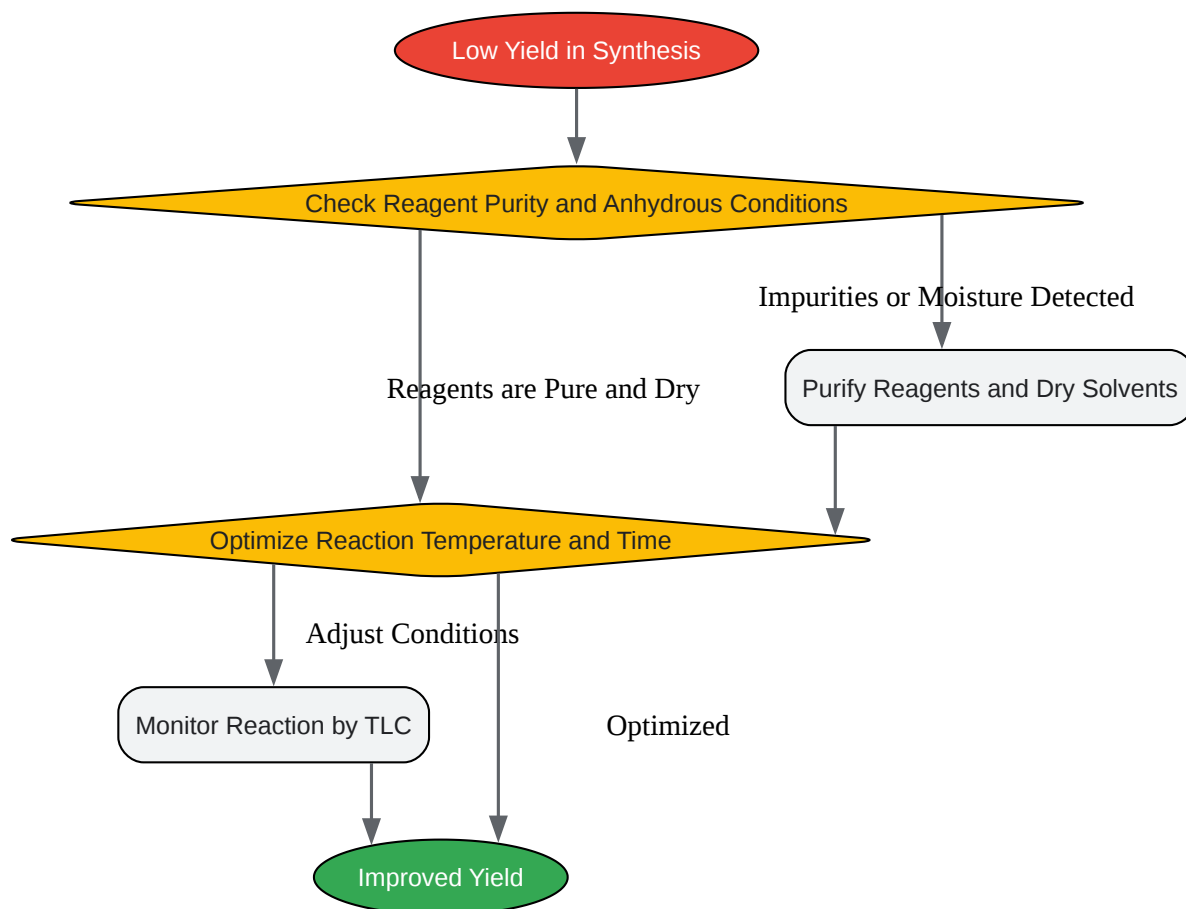 Low Yield in Synthesis
Check Reagent Purity and Anhydrous Conditions
Impurities or Moisture Detected
Reagents are Pure and Dry
Purify Reagents and Dry Solvents
Optimize Reaction Temperature and Time
Adjust Conditions
Monitor Reaction by TLC
Optimized
Improved Yield